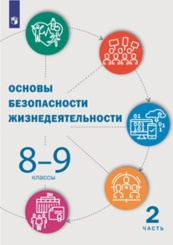 ОСНОВЫ
БЕЗОПАСНОСТИ
ЖИЗНЕДЕЯТЕЛЬНОСТИ
8–9
классы
2
ЧАСТЬ